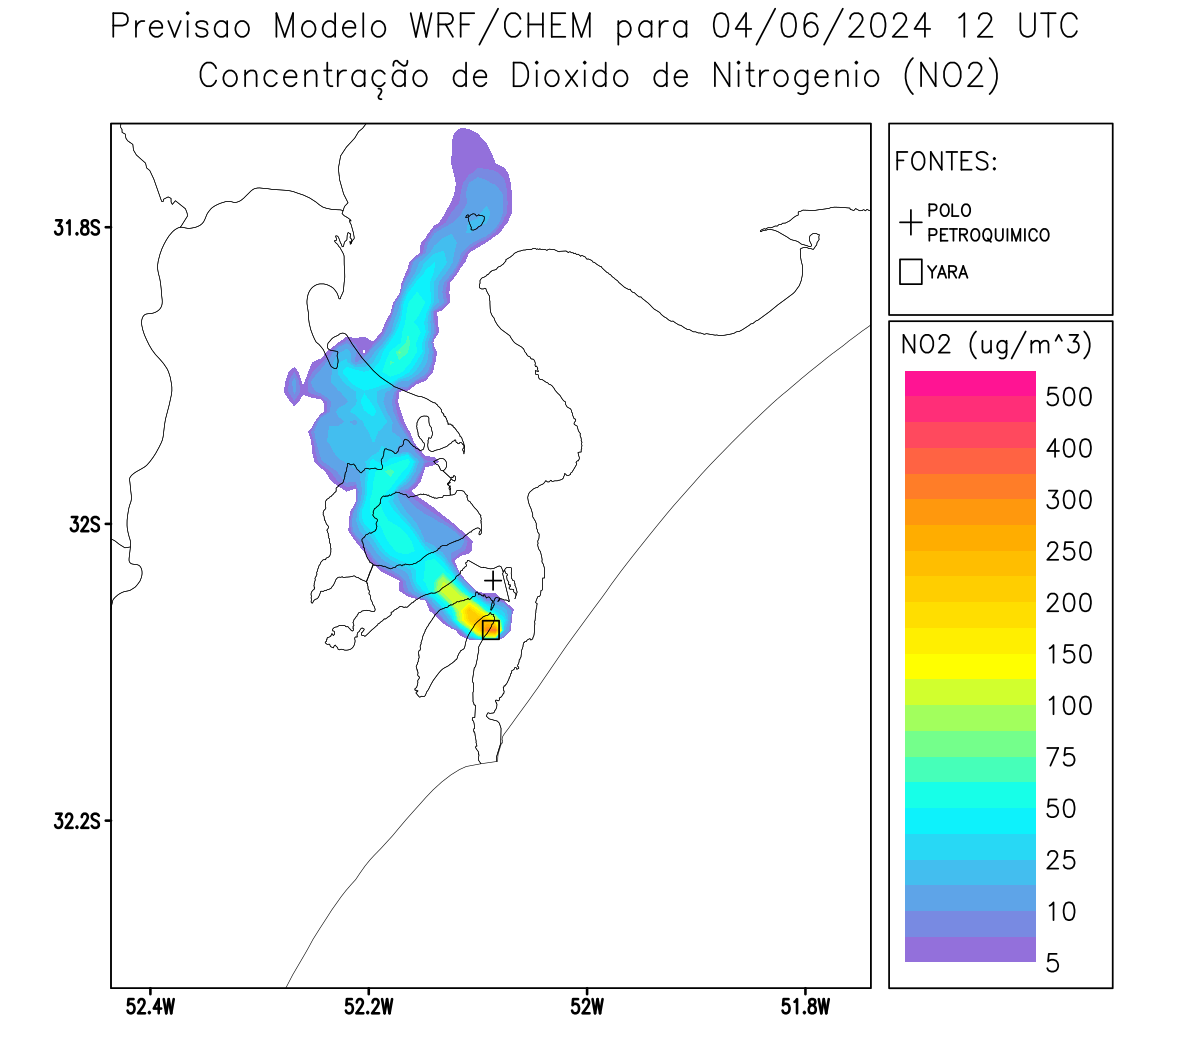 Previsao Modelo WRF/CHEM para 04/06/2024 12 UTC
Concentração de Dioxido de Nitrogenio (NO2)
FONTES:
POLO
PETROQUIMICO
YARA
NO2 (ug/m^3)
500
400
300
250
200
150
100
75
50
25
10
5
31.8S
32S
32.2S
52.4W
52.2W
52W
51.8W